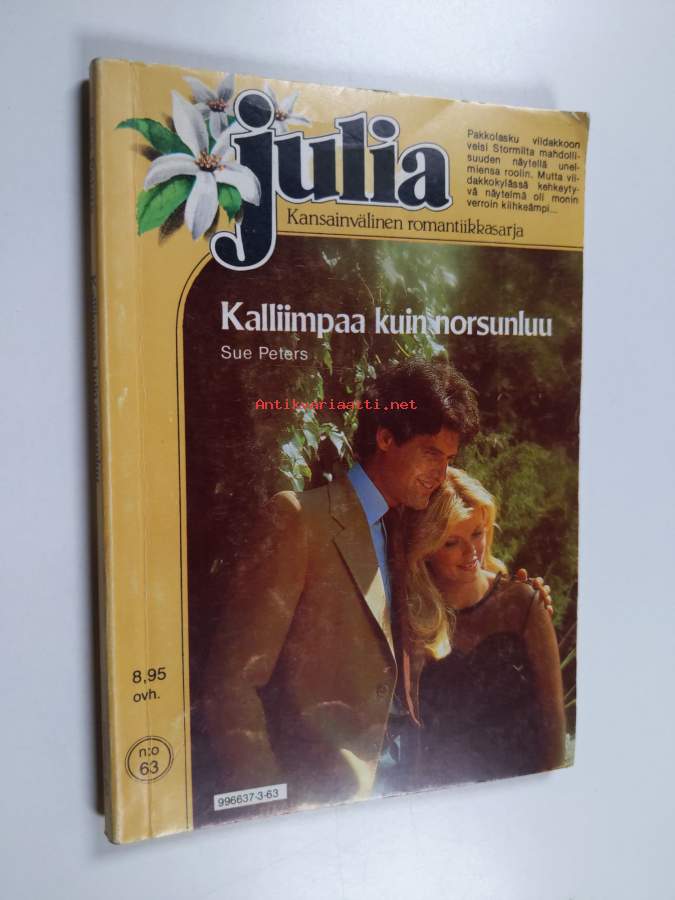 julia
Kansainvälinen romantiikkasarja
Pakkolasku viidakkoon
veisi Stormilta mahdolli-
suuden näytellä unel-
miensa roolin. Mutta vii-
dakkokylässä kehkeyty-
vä näytelmä oli monin
verroin kiihkeämpi...
Kalliimpaa kuin norsunluu
Sue Peters
Antikvariaatti.net
8,95
ovh.
n:o
63
996637-3-63